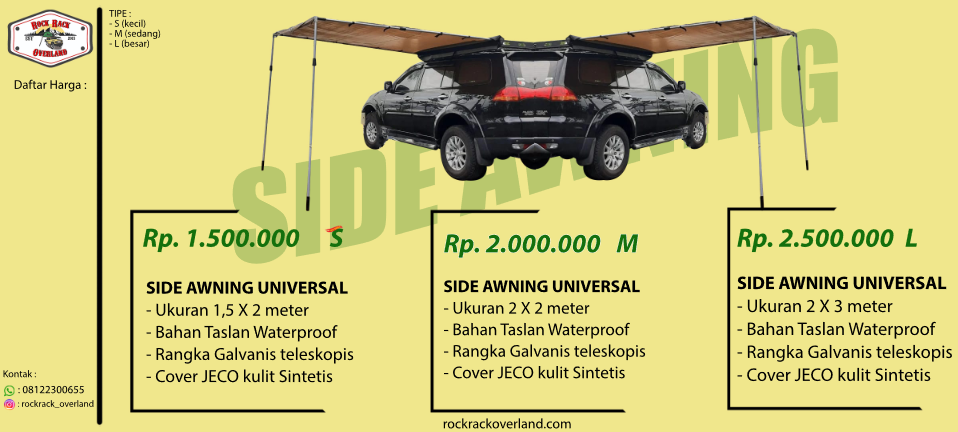 ROCK RACK
OVERLAND
Daftar Harga :
TIPE :
- S (kecil)
- M (sedang)
- L (besar)
SIDE AWNING
Rp. 1.500.000 S
SIDE AWNING UNIVERSAL
- Ukuran 1,5 X 2 meter
- Bahan Taslan Waterproof
- Rangka Galvanis teleskopis
- Cover JECO kulit Sintetis
Rp. 2.000.000 M
SIDE AWNING UNIVERSAL
- Ukuran 2 X 2 meter
- Bahan Taslan Waterproof
- Rangka Galvanis teleskopis
- Cover JECO kulit Sintetis
Rp. 2.500.000 L
SIDE AWNING UNIVERSAL
- Ukuran 2 X 3 meter
- Bahan Taslan Waterproof
- Rangka Galvanis teleskopis
- Cover JECO kulit Sintetis
Kontak :
: 08122300655
: rockrack_overland
rockrackoverland.com